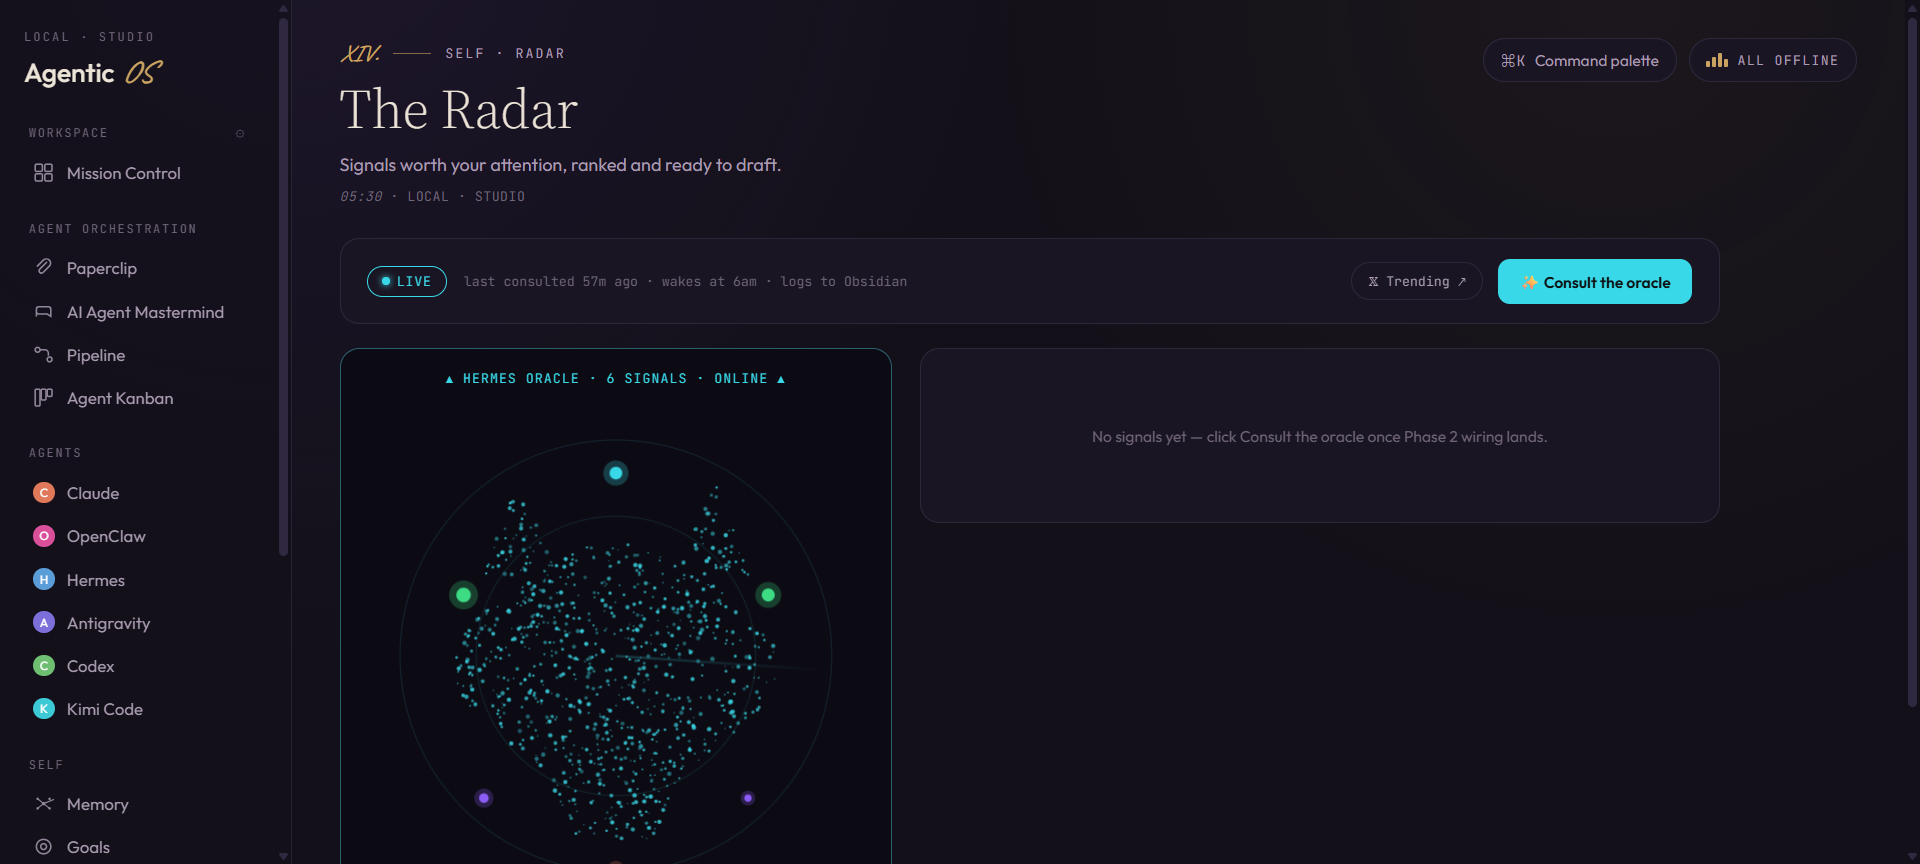 LOCAL · STUDIO
Agentic OS
WORKSPACE
Mission Control
AGENT ORCHESTRATION
Paperclip
AI Agent Mastermind
Pipeline
Agent Kanban
AGENTS
C Claude
O OpenClaw
H Hermes
A Antigravity
C Codex
K Kimi Code
SELF
Memory
Goals
XIV. SELF · RADAR
The Radar
Signals worth your attention, ranked and ready to draft.
05:30 · LOCAL · STUDIO
⌘K Command palette
ALL OFFLINE
LIVE
last consulted 57m ago · wakes at 6am · logs to Obsidian
𝕏 Trending ↗
✨ Consult the oracle
▲ HERMES ORACLE · 6 SIGNALS · ONLINE ▲
No signals yet — click Consult the oracle once Phase 2 wiring lands.